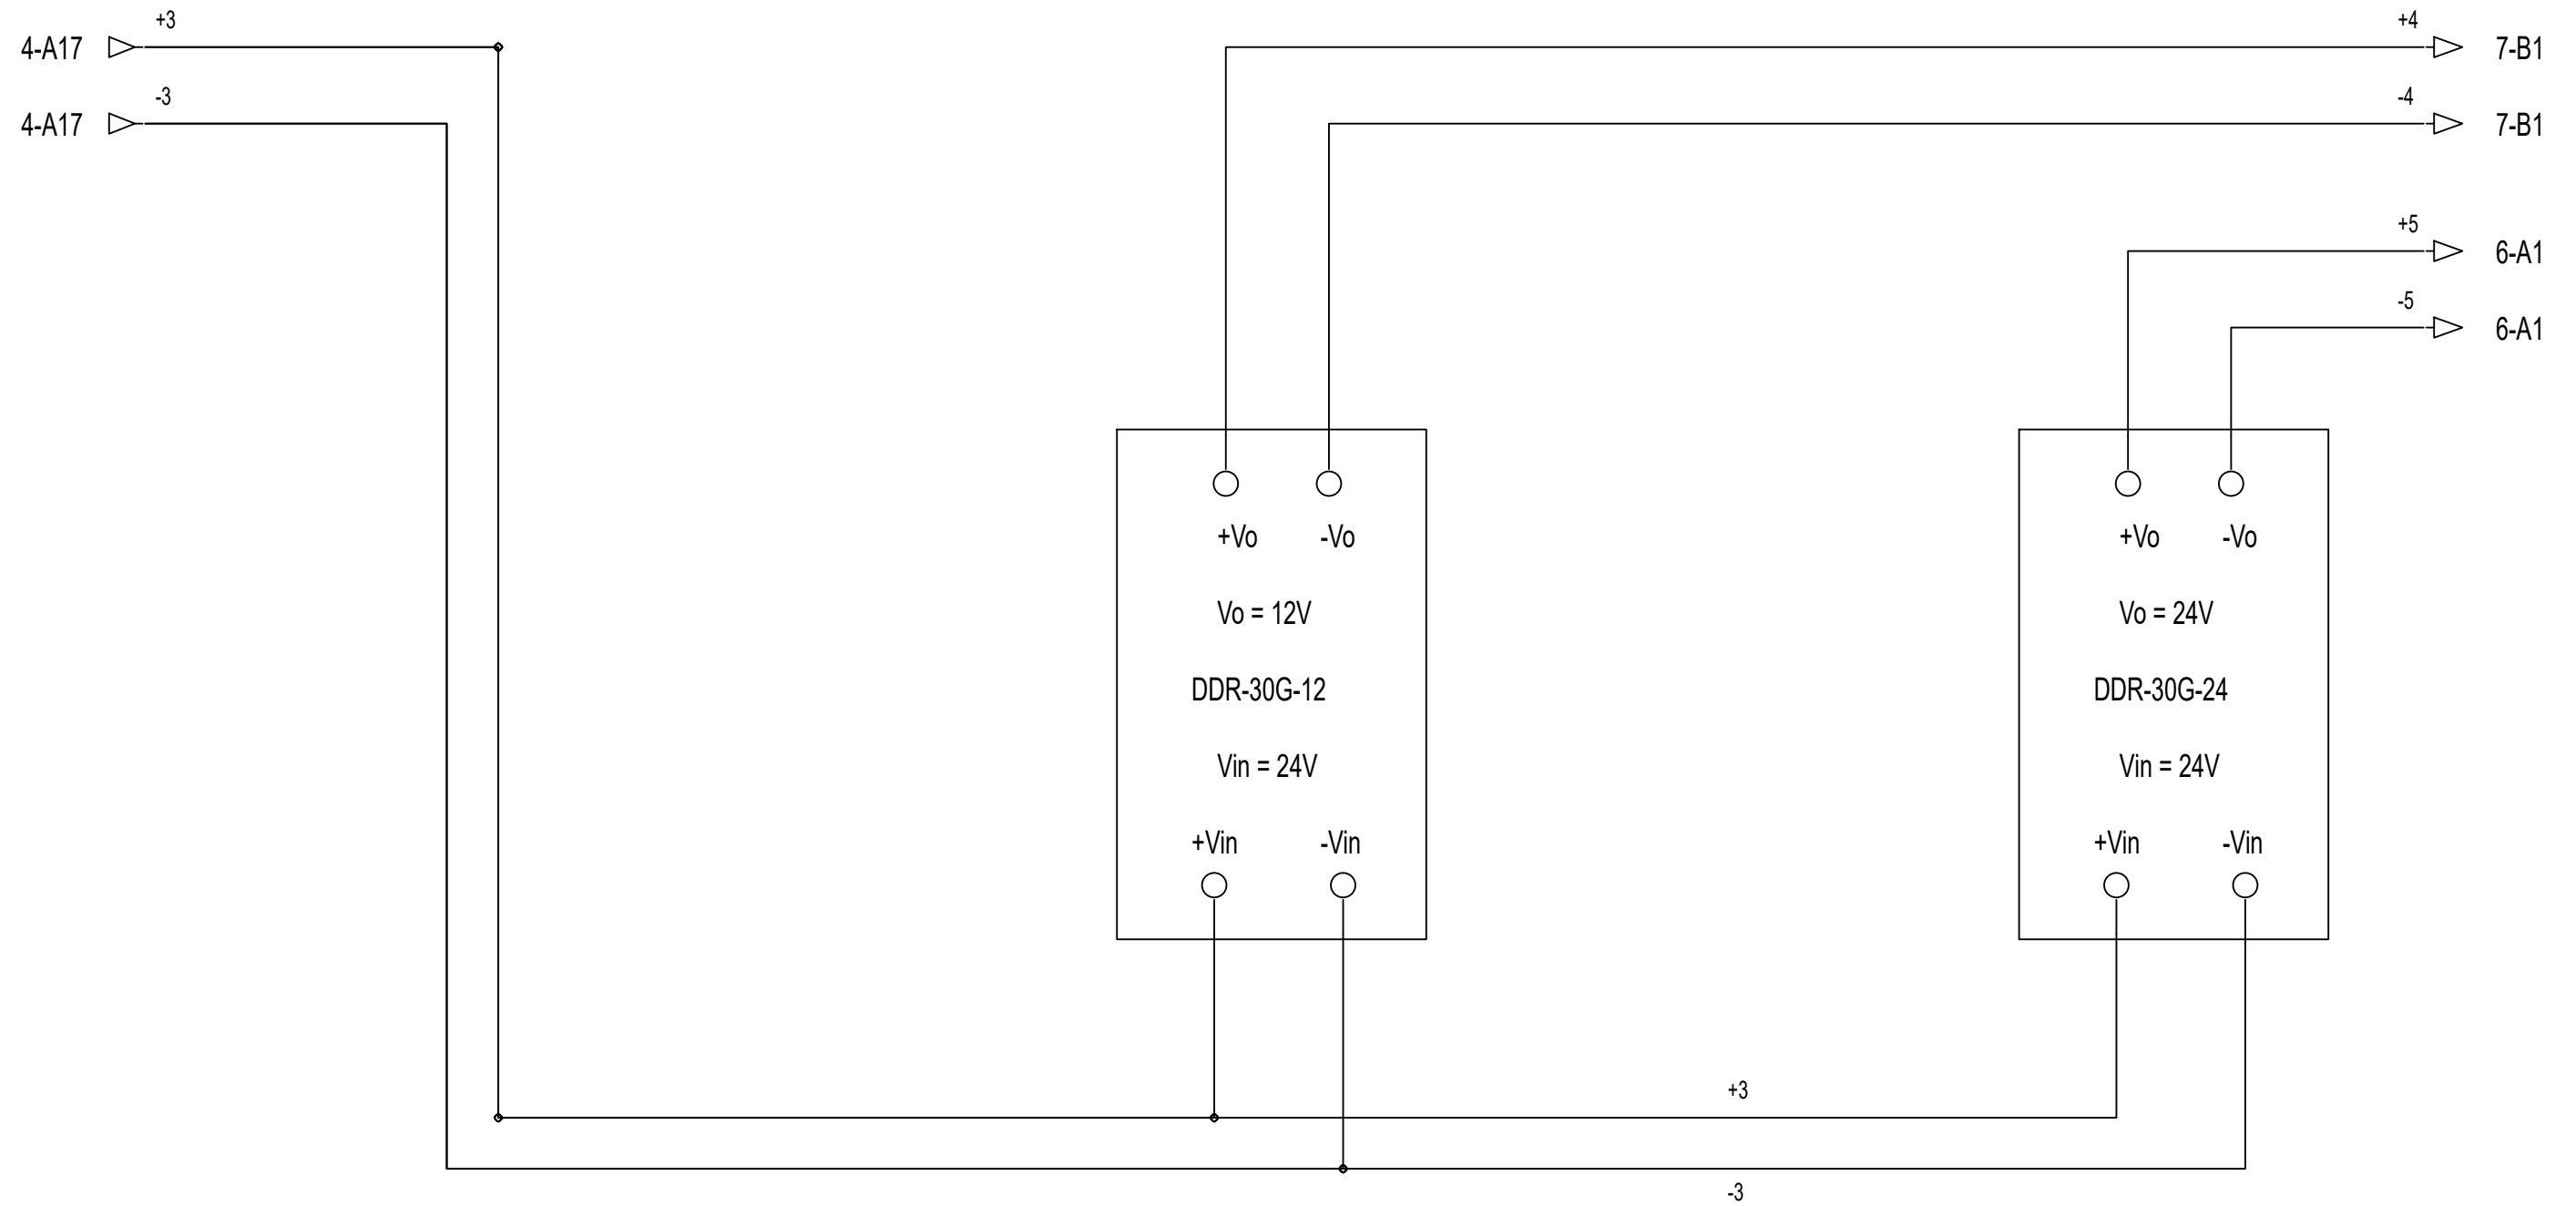 +3
4-A17
-3
4-A17
+4
7-B1
-4
7-B1
+5
6-A1
-5
6-A1
+Vo -Vo
Vo = 12V
DDR-30G-12
Vin = 24V
+Vin -Vin
+Vo -Vo
Vo = 24V
DDR-30G-24
Vin = 24V
+Vin -Vin
+3
-3